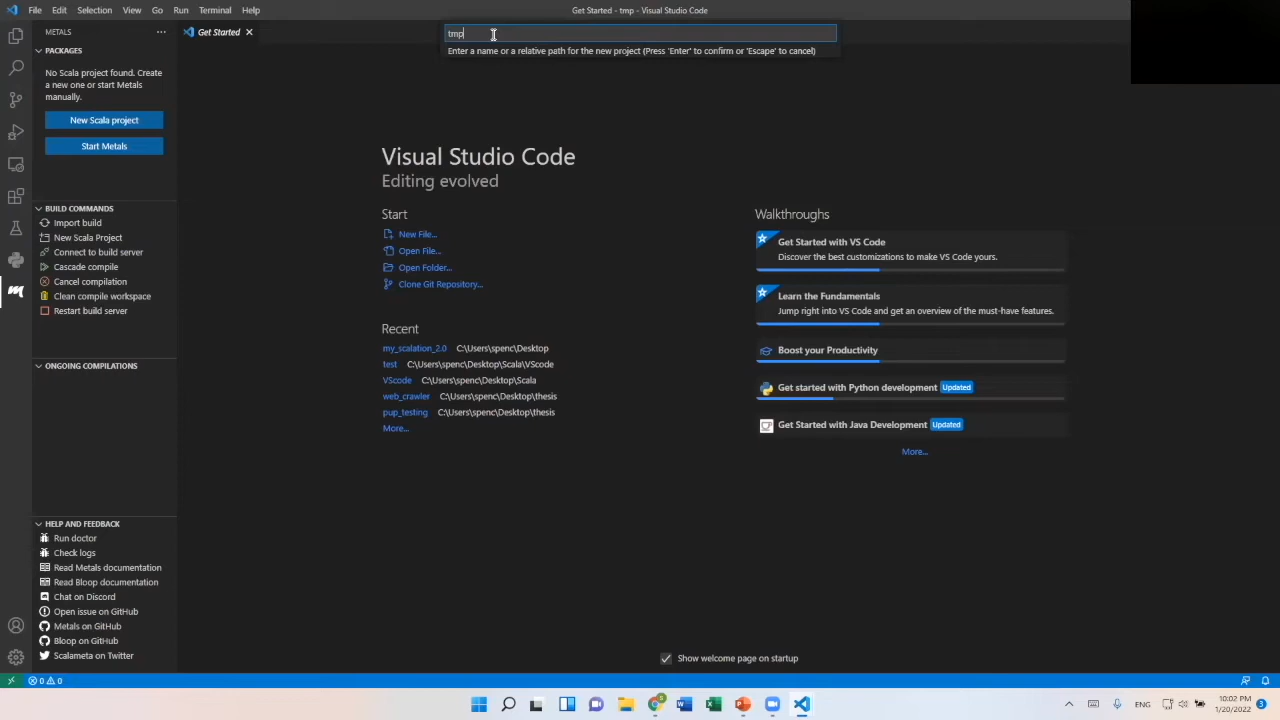 File Edit Selection View Go Run Terminal Help
Get Started - tmp - Visual Studio Code
METALS
Get Started
tmp
Enter a name or a relative path for the new project (Press 'Enter' to confirm or 'Escape' to cancel)
PACKAGES
No Scala project found. Create
a new one or start Metals
manually.
New Scala project
Start Metals
BUILD COMMANDS
Import build
New Scala Project
Connect to build server
Cascade compile
Cancel compilation
Clean compile workspace
Restart build server
ONGOING COMPILATIONS
HELP AND FEEDBACK
Run doctor
Check logs
Read Metals documentation
Read Bloop documentation
Chat on Discord
Open issue on GitHub
Metals on GitHub
Bloop on GitHub
Scalameta on Twitter
Visual Studio Code
Editing evolved
Start
New File...
Open File...
Open Folder...
Clone Git Repository...
Recent
my_scalation_2.0 C:\Users\spenc\Desktop
test C:\Users\spenc\Desktop\Scala\VScode
VScode C:\Users\spenc\Desktop\Scala
web_crawler C:\Users\spenc\Desktop\thesis
pup_testing C:\Users\spenc\Desktop\thesis
More...
Walkthroughs
Get Started with VS Code
Discover the best customizations to make VS Code yours.
Learn the Fundamentals
Jump right into VS Code and get an overview of the must-have features.
Boost your Productivity
Get started with Python development Updated
Get Started with Java Development Updated
More...
Show welcome page on startup
0 0
ENG
10:02 PM
1/20/2022
3